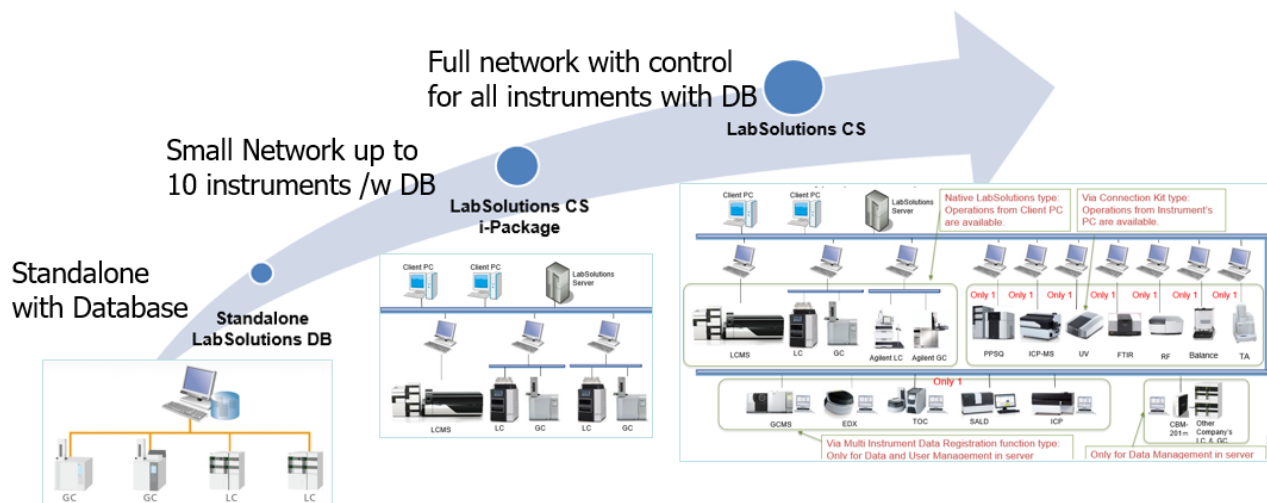 Full network with control
for all instruments with DB
LabSolutions CS
Small Network up to
10 instruments /w DB
LabSolutions CS
i-Package
Standalone
with Database
Standalone
LabSolutions DB
GC
GC
LC
LC
Client PC
Client PC
LabSolutions
Server
LCMS
LC
GC
LC
GC
Client PC
Client PC
LabSolutions
Server
Native LabSolutions type:
Operations from Client PC
are available.
Via Connection Kit type:
Operations from Instrument's
PC are available.
Only 1
Only 1
Only 1
Only 1
Only 1
Only 1
Only 1
LCMS
LC
GC
Agilent LC
Agilent GC
PPSQ
ICP-MS
UV
FTIR
RF
Balance
TA
Only 1
GCMS
EDX
TOC
SALD
ICP
CBM-
201m
Other
Company's
LC & GC
Via Multi Instrument Data Registration function type:
Only for Data and User Management in server
Only for Data Management in server